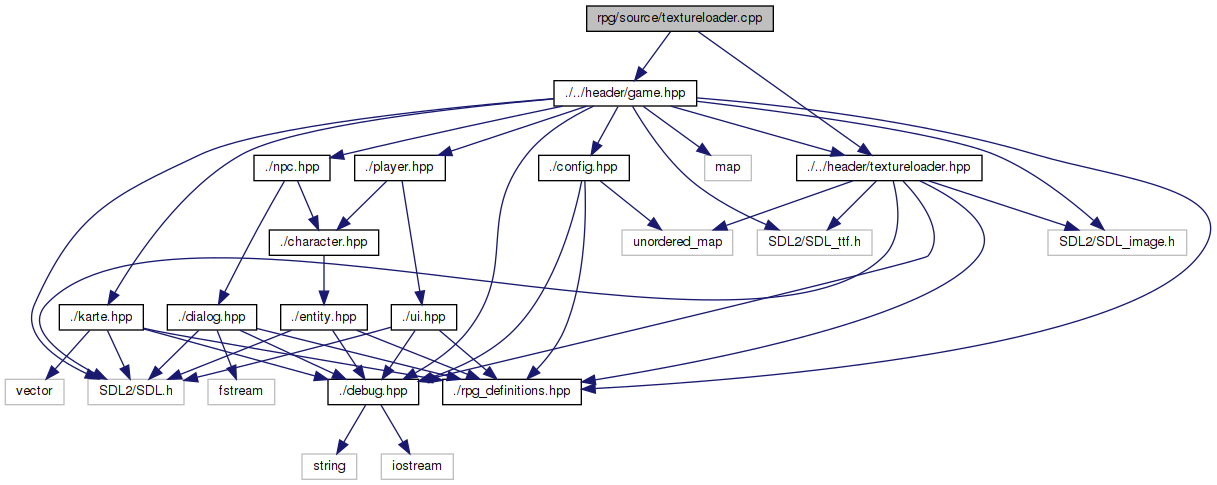 rpg/source/textureloader.cpp
./../header/game.hpp
./npc.hpp
./player.hpp
./config.hpp
map
./../header/textureloader.hpp
./character.hpp
unordered_map
SDL2/SDL_ttf.h
SDL2/SDL_image.h
./karte.hpp
./dialog.hpp
./entity.hpp
./ui.hpp
vector
SDL2/SDL.h
fstream
./debug.hpp
./rpg_definitions.hpp
string
iostream